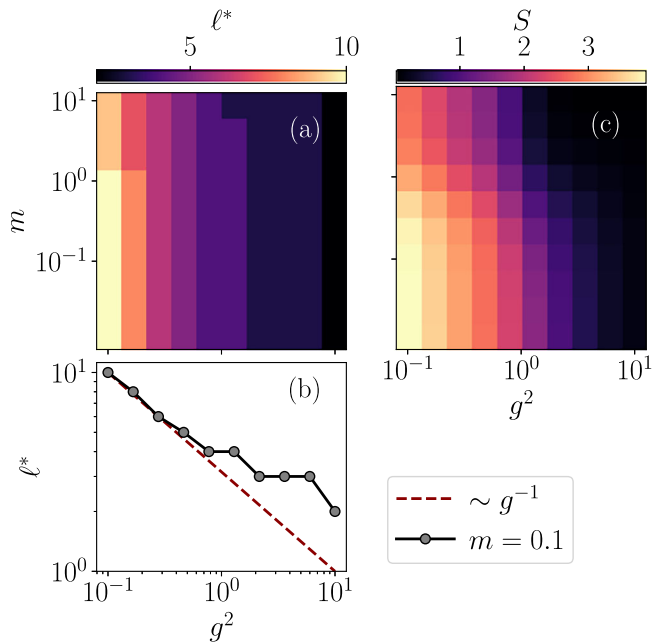 ℓ*
5 10
(a)
10¹
10⁰
10⁻¹
m
S
1 2 3
(c)
10⁻¹ 10⁰ 10¹
g²
(b)
10¹
10⁰
ℓ*
10⁻¹ 10⁰ 10¹
g²
∼ g⁻¹
m = 0.1